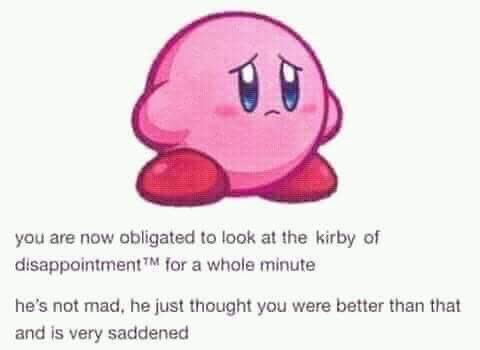 you are now obligated to look at the kirby of
disappointment™ for a whole minute
he's not mad, he just thought you were better than that
and is very saddened